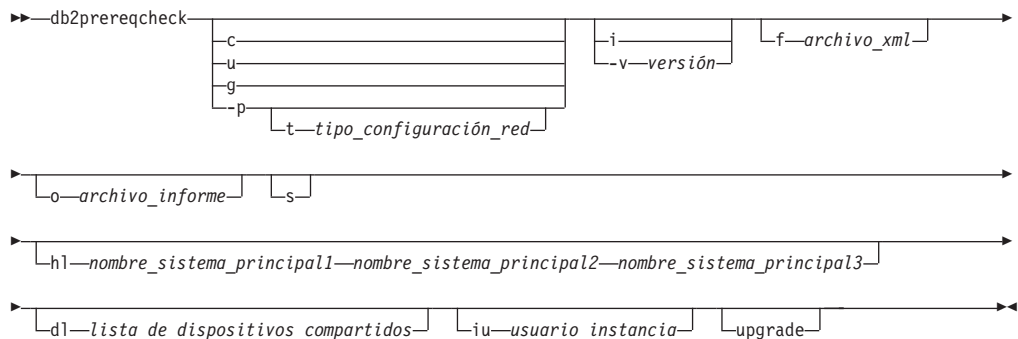 db2prereqcheck
c
u
g
-p
t tipo_configuración_red
i
-v versión
f archivo_xml
o archivo_informe
s
hl nombre_sistema_principal1 nombre_sistema_principal2 nombre_sistema_principal3
dl lista de dispositivos compartidos
iu usuario instancia
upgrade